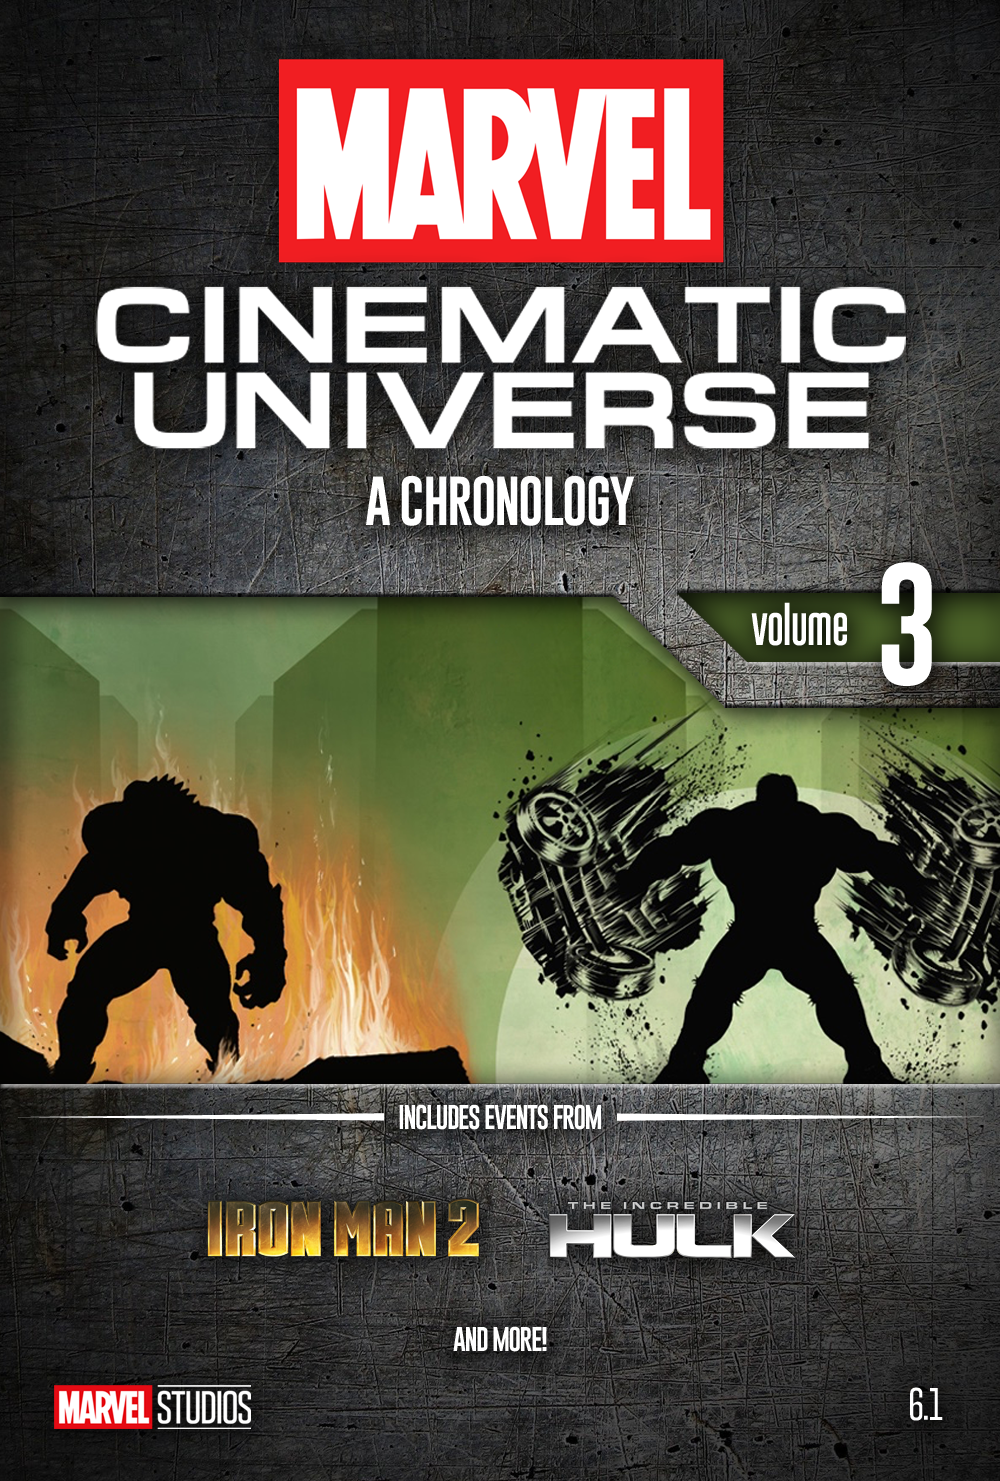 MARVEL
CINEMATIC
UNIVERSE
A CHRONOLOGY
volume 3
INCLUDES EVENTS FROM
IRON MAN 2
THE INCREDIBLE
HULK
AND MORE!
MARVEL STUDIOS
6.1